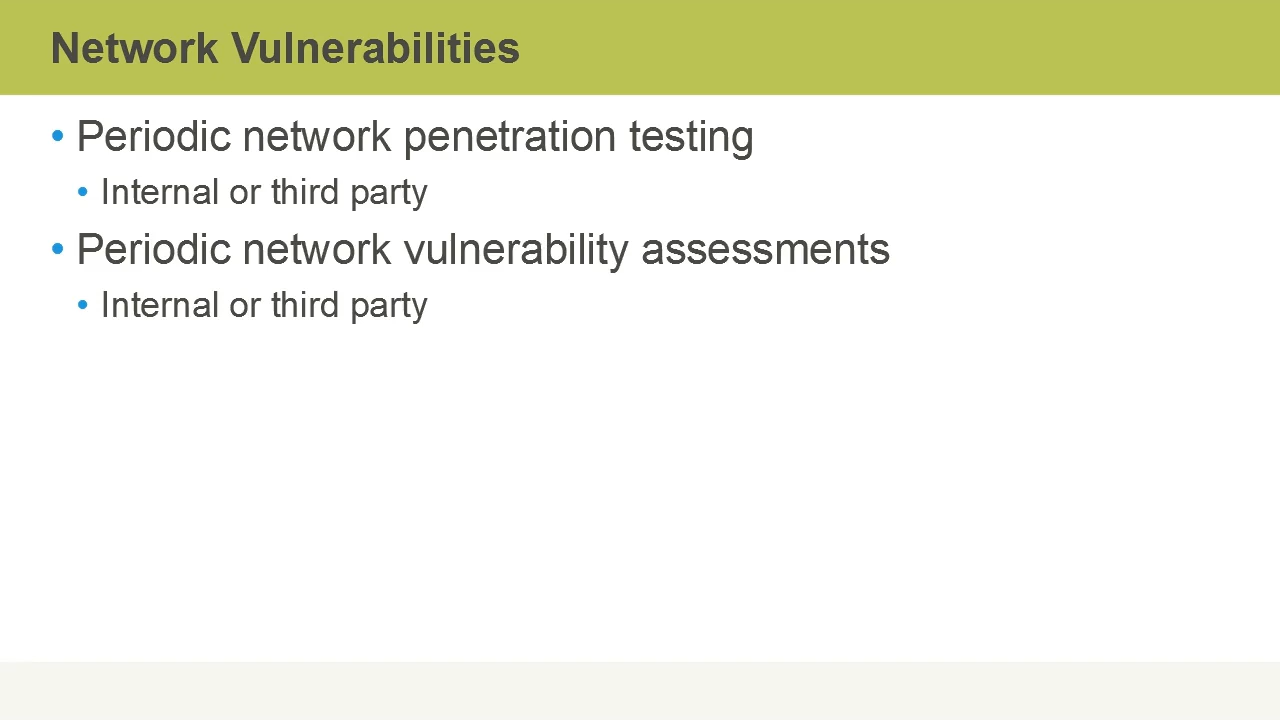 Network Vulnerabilities
• Periodic network penetration testing
• Internal or third party
• Periodic network vulnerability assessments
• Internal or third party